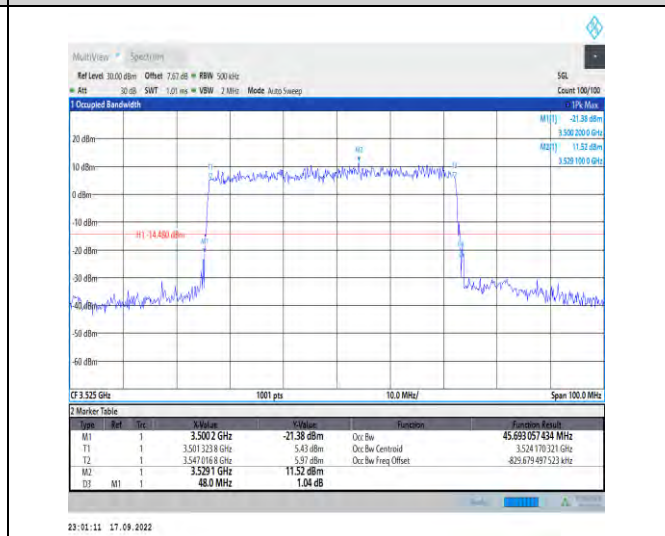 MultiView Spectrum
Ref Level 30.00 dBm Offset 7.67 dB RBW 500 kHz SGL
Att 30 dB SWT 1.01 ms VBW 2 MHz Mode Auto Sweep Count 100/100
1 Occupied Bandwidth 1Pk Max
M1[1] -21.38 dBm
3.500 200 0 GHz
M2[1] 11.52 dBm
3.529 100 0 GHz
20 dBm
M2
10 dBm
T1
T2
0 dBm
-10 dBm
H1 -14.480 dBm
M1
-20 dBm
-30 dBm
-40 dBm
-50 dBm
-60 dBm
CF 3.525 GHz 1001 pts 10.0 MHz/ Span 100.0 MHz
2 Marker Table
Type Ref Trc X-Value Y-Value Function Function Result
M1 1 3.5002 GHz -21.38 dBm Occ Bw 45.693 057 434 MHz
T1 1 3.501 323 8 GHz 5.43 dBm Occ Bw Centroid 3.524 170 321 GHz
T2 1 3.547 016 8 GHz 5.97 dBm Occ Bw Freq Offset -829.679 497 523 kHz
M2 1 3.5291 GHz 11.52 dBm
D3 M1 1 48.0 MHz 1.04 dB
23:01:11 17.09.2022